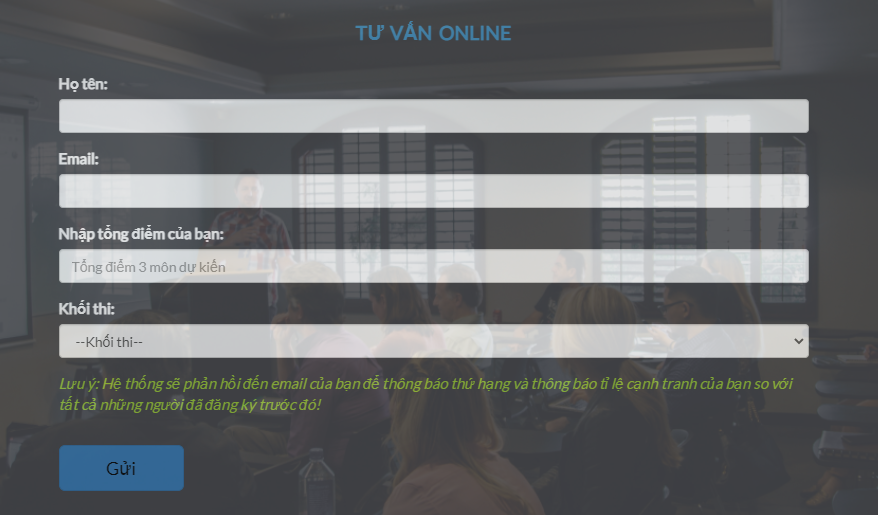 TƯ VẤN ONLINE
Họ tên:
Email:
Nhập tổng điểm của bạn:
Tổng điểm 3 môn dự kiến
Khối thi:
--Khối thi--
Lưu ý: Hệ thống sẽ phản hồi đến email của bạn để thông báo thứ hạng và thông báo tỉ lệ cạnh tranh của bạn so với
tất cả những người đã đăng ký trước đó!
Gửi